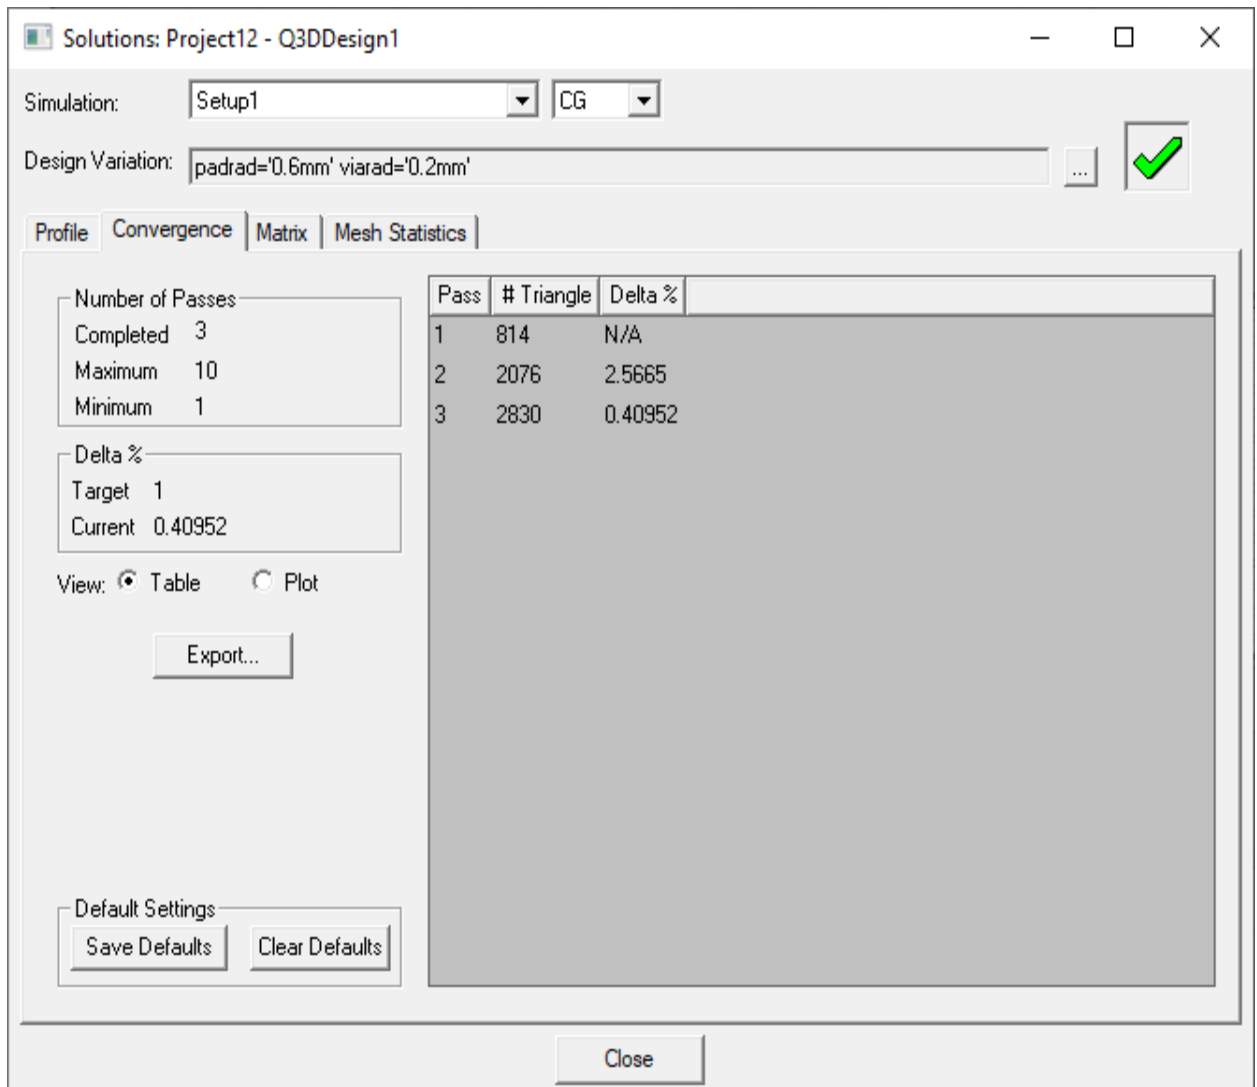 Solutions: Project12 - Q3DDesign1
Simulation: Setup1 CG
Design Variation: padrad='0.6mm' viarad='0.2mm' ...
Profile Convergence Matrix Mesh Statistics
Number of Passes
Completed 3
Maximum 10
Minimum 1
Delta %
Target 1
Current 0.40952
View: Table Plot
Export...
Default Settings
Save Defaults Clear Defaults
Pass # Triangle Delta %
1 814 N/A
2 2076 2.5665
3 2830 0.40952
Close